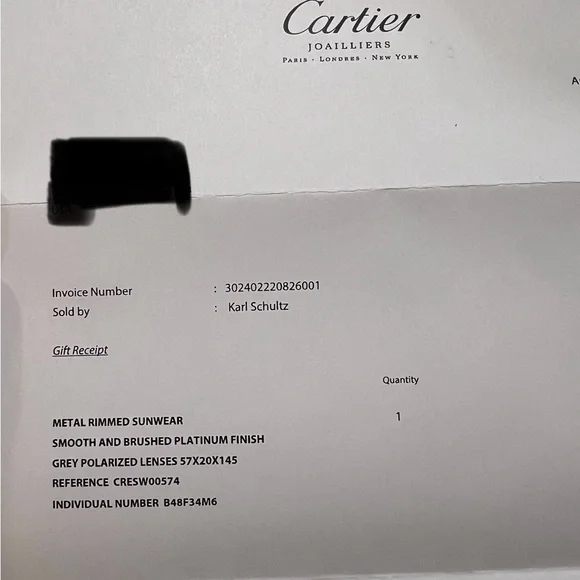 Cartier
JOAILLIERS
PARIS - LONDRES - NEW YORK
Invoice Number : 302402220826001
Sold by : Karl Schultz
Gift Receipt
Quantity
METAL RIMMED SUNWEAR 1
SMOOTH AND BRUSHED PLATINUM FINISH
GREY POLARIZED LENSES 57X20X145
REFERENCE CRESW00574
INDIVIDUAL NUMBER B48F34M6